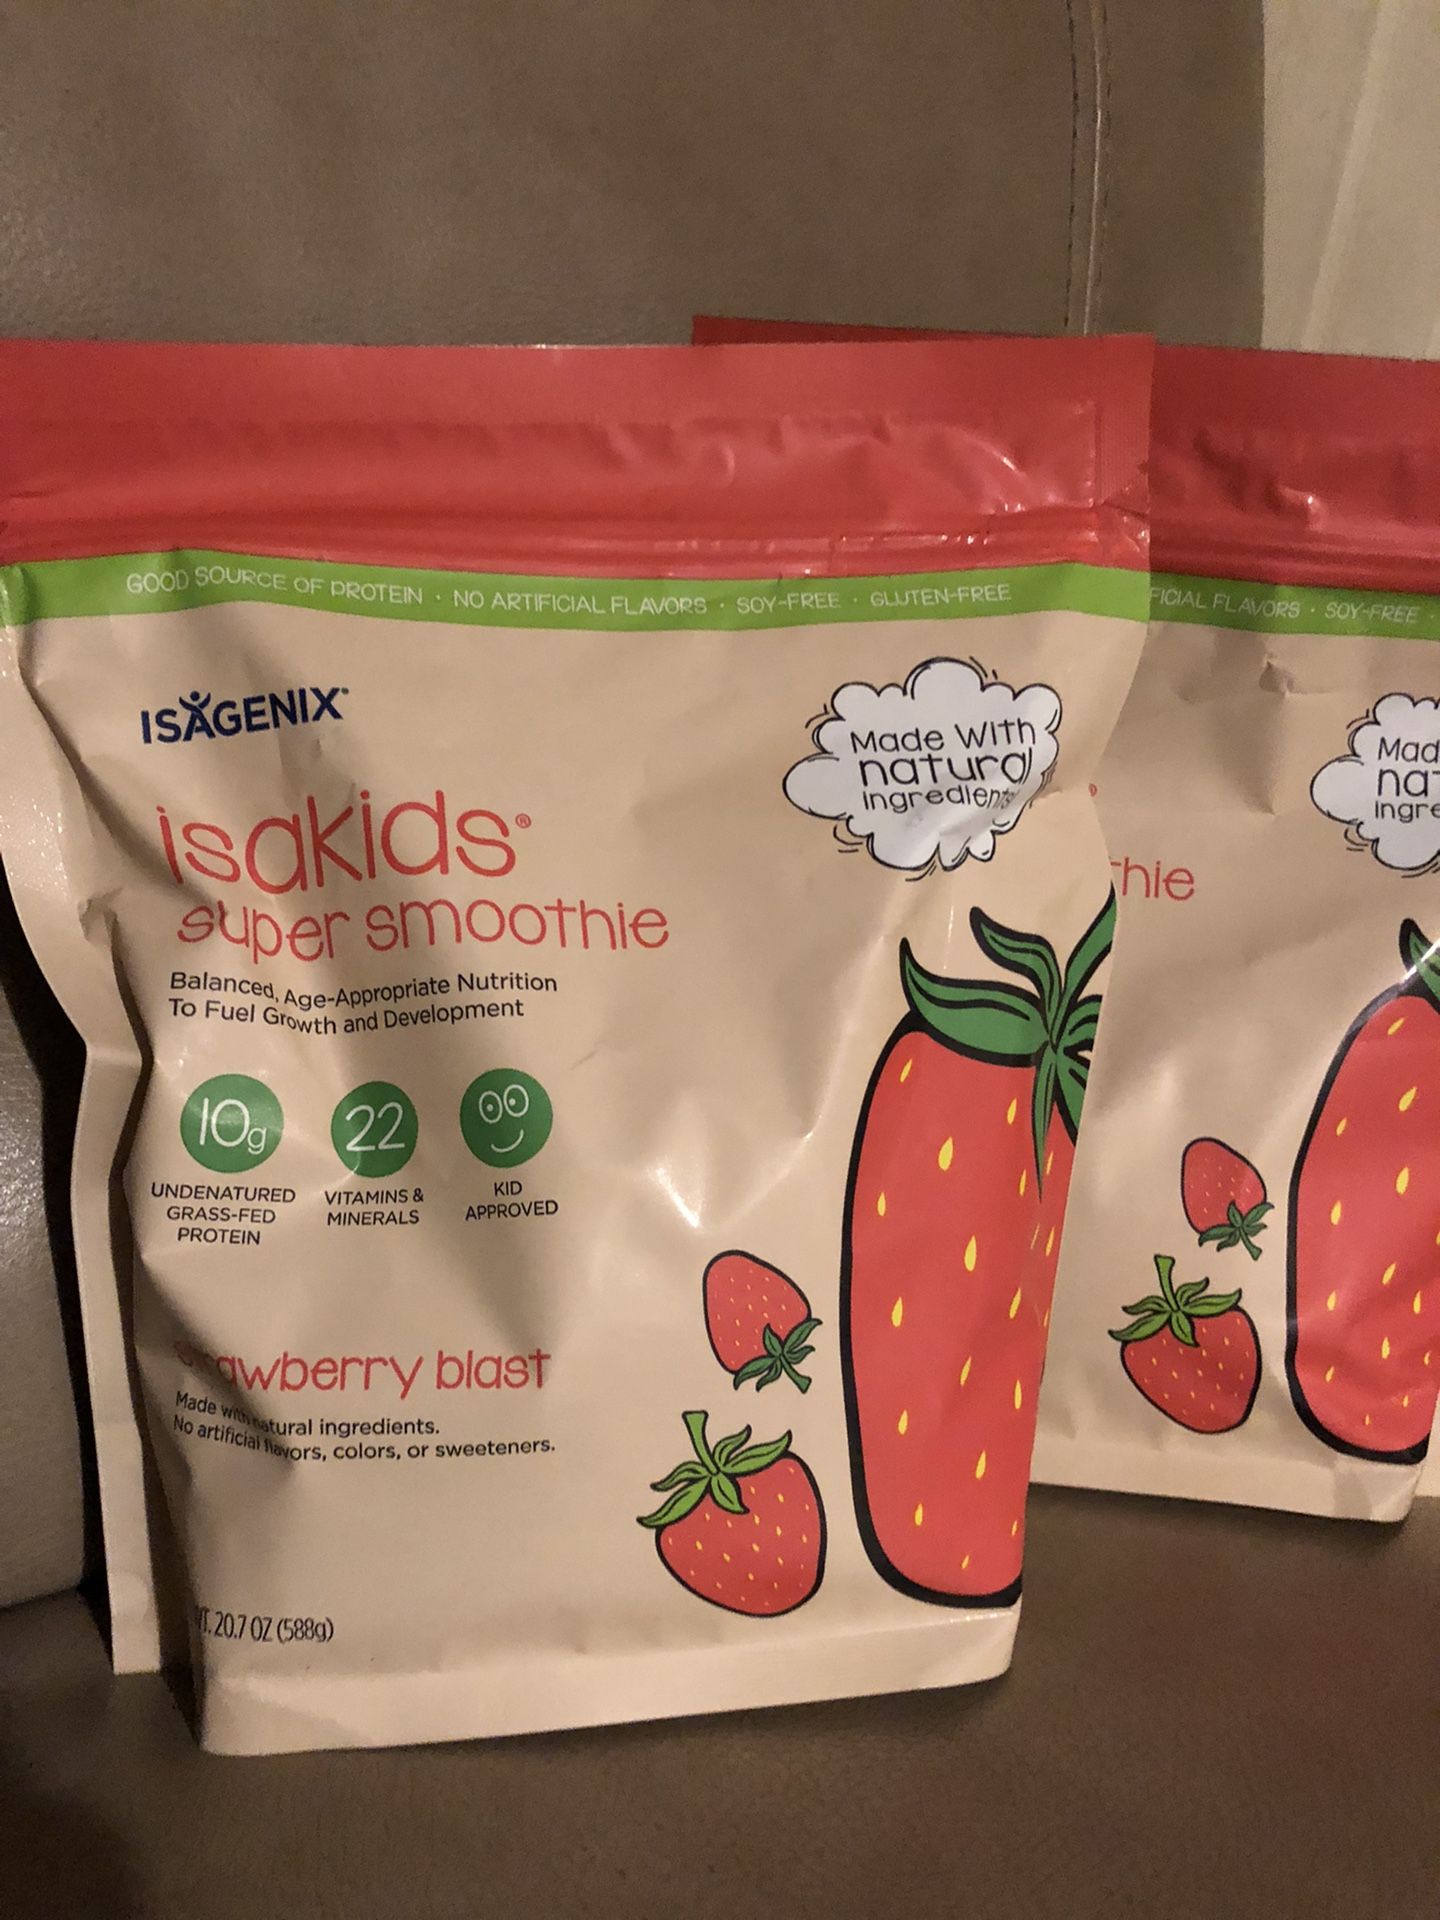 GOOD SOURCE OF PROTEIN · NO ARTIFICIAL FLAVORS · SOY-FREE · GLUTEN-FREE
ISAGENIX
Made With
natural
ingredients
isakids®
super smoothie
Balanced, Age-Appropriate Nutrition
To Fuel Growth and Development
10g
UNDENATURED
GRASS-FED
PROTEIN
22
VITAMINS &
MINERALS
KID
APPROVED
strawberry blast
Made with natural ingredients.
No artificial flavors, colors, or sweeteners.
20.7 OZ (588g)
FICIAL FLAVORS · SOY-FREE ·
Mad
nat
ingre
thie